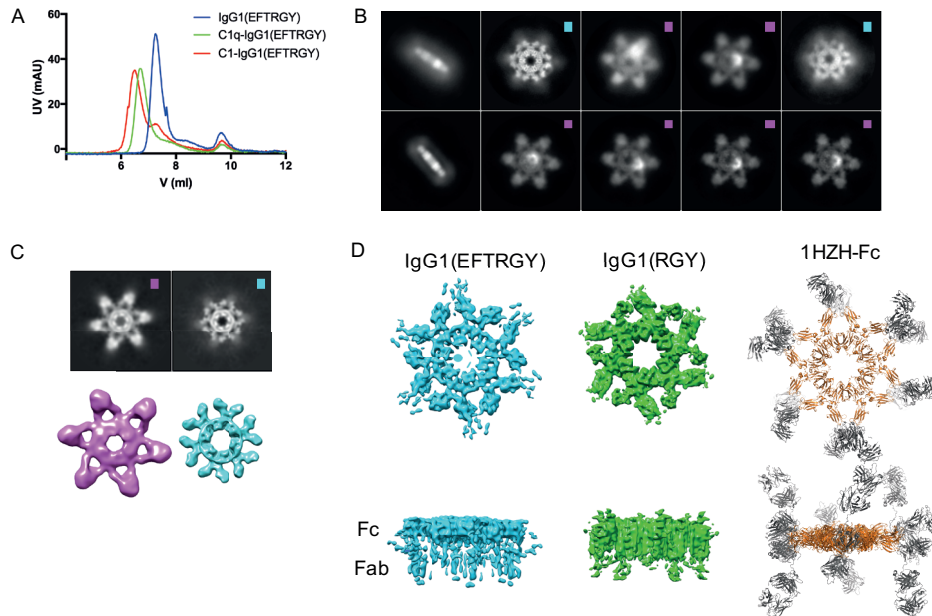 A
IgG1(EFTRGY)
C1q-IgG1(EFTRGY)
C1-IgG1(EFTRGY)
UV (mAU)
60
40
20
0
6
8
10
12
V (ml)
B
C
D
IgG1(EFTRGY)
IgG1(RGY)
1HZH-Fc
Fc
Fab